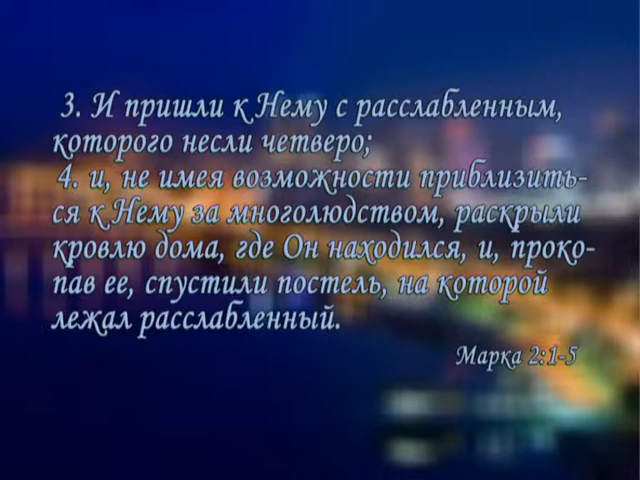 3. И пришли к Нему с расслабленным,
которого несли четверо;
4. и, не имея возможности приблизить-
ся к Нему за многолюдством, раскрыли
кровлю дома, где Он находился, и, проко-
пав ее, спустили постель, на которой
лежал расслабленный.
Марка 2:1-5